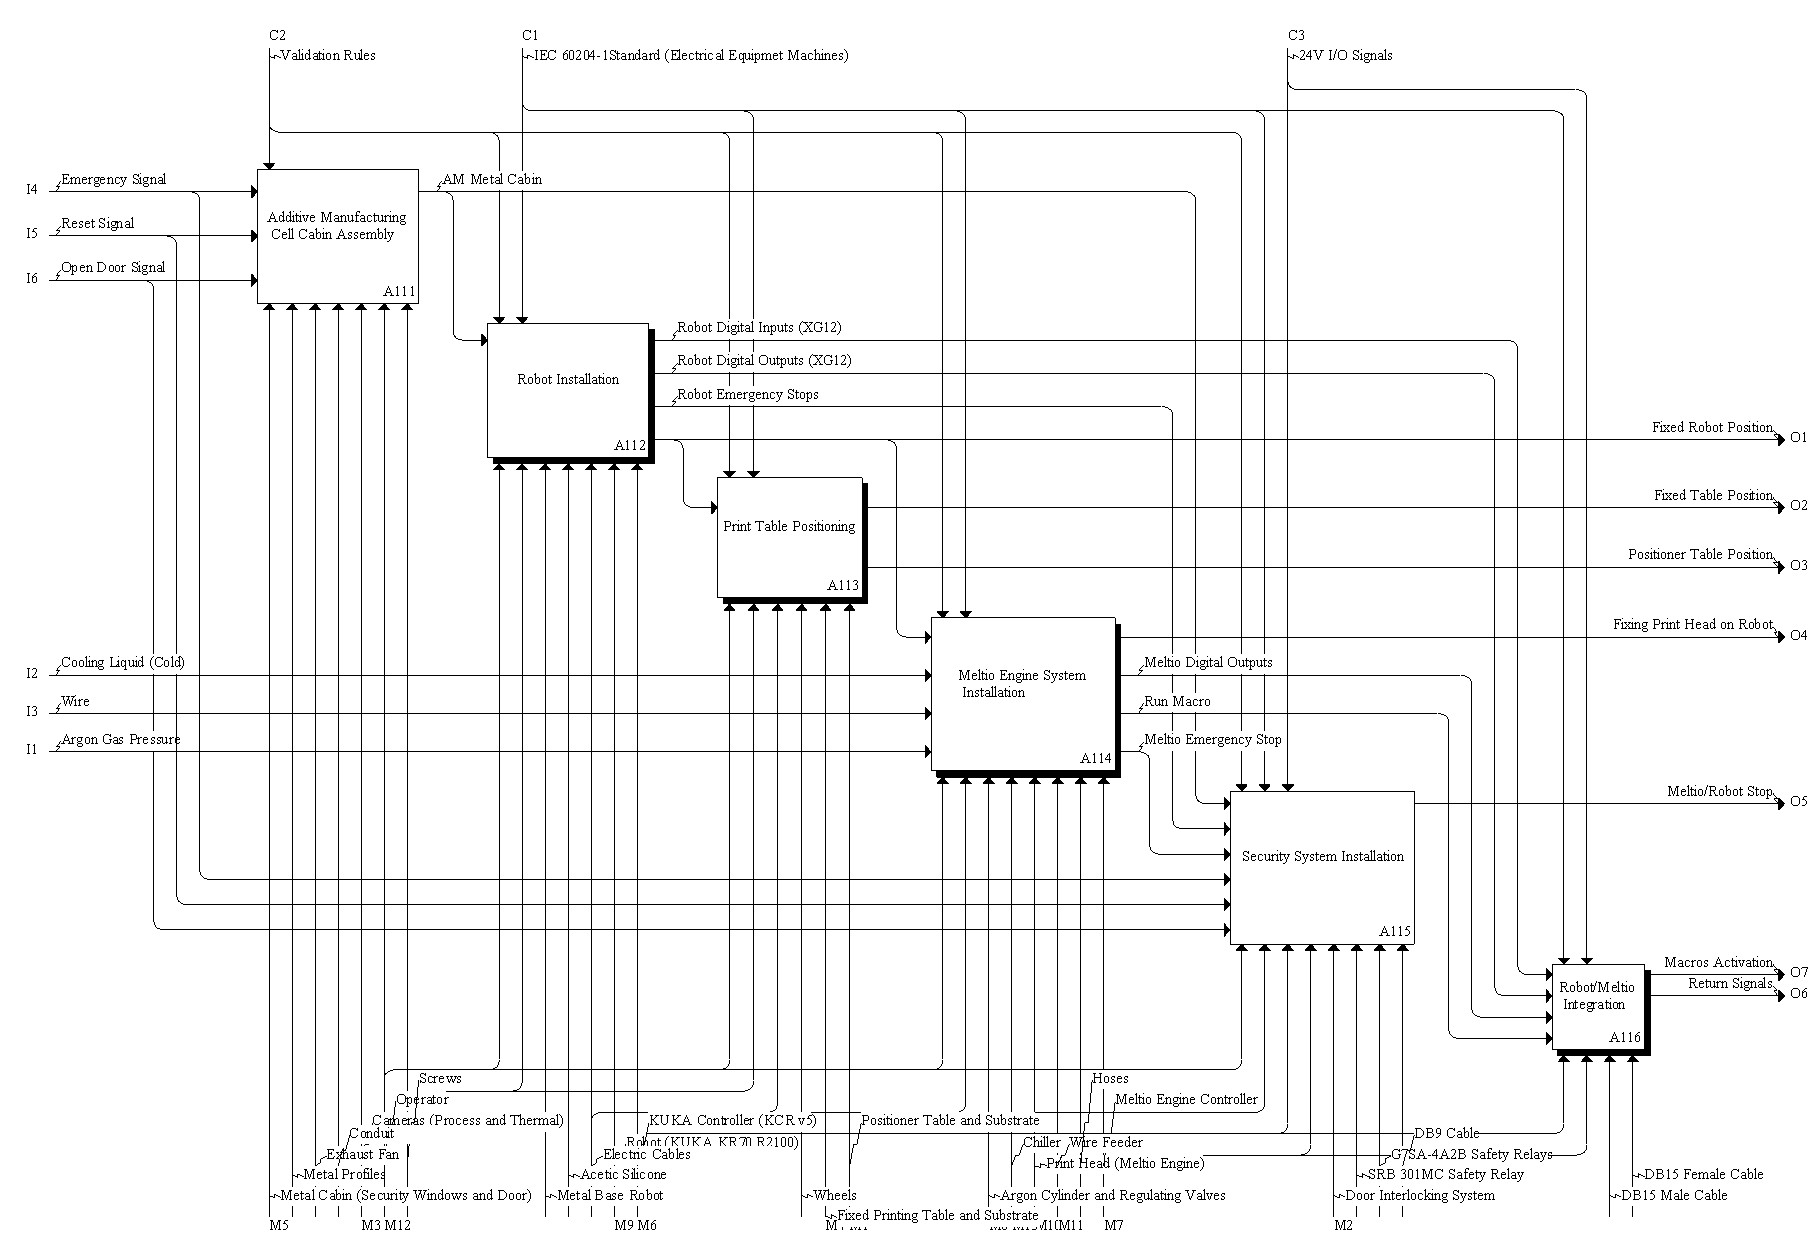 C2
C1
C3
Validation Rules
IEC 60204-1Standard (Electrical Equipmet Machines)
24V I/O Signals
I4
Emergency Signal
AM Metal Cabin
I5
Reset Signal
Additive Manufacturing
Cell Cabin Assembly
I6
Open Door Signal
A111
Robot Digital Inputs (XG12)
Robot Digital Outputs (XG12)
Robot Installation
Robot Emergency Stops
A112
Fixed Robot Position
O1
Fixed Table Position
O2
Print Table Positioning
Positioner Table Position
O3
A113
Fixing Print Head on Robot
O4
I2
Cooling Liquid (Cold)
Meltio Engine System
Installation
Meltio Digital Outputs
I3
Wire
Run Macro
I1
Argon Gas Pressure
Meltio Emergency Stop
A114
Meltio/Robot Stop
O5
Security System Installation
A115
Macros Activation
O7
Return Signals
O6
Robot/Meltio
Integration
A116
Screws
Hoses
Operator
Meltio Engine Controller
Cameras (Process and Thermal)
KUKA Controller (KCR v5)
Positioner Table and Substrate
Conduit
Robot (KUKA KR70 R2100)
Chiller
Wire Feeder
DB9 Cable
Exhaust Fan
Electric Cables
Print Head (Meltio Engine)
G7SA-4A2B Safety Relays
Metal Profiles
Acetic Silicone
SRB 301MC Safety Relay
DB15 Female Cable
Metal Cabin (Security Windows and Door)
Metal Base Robot
Wheels
Argon Cylinder and Regulating Valves
Door Interlocking System
DB15 Male Cable
Fixed Printing Table and Substrate
M5
M3
M12
M9
M6
M11
M7
M2